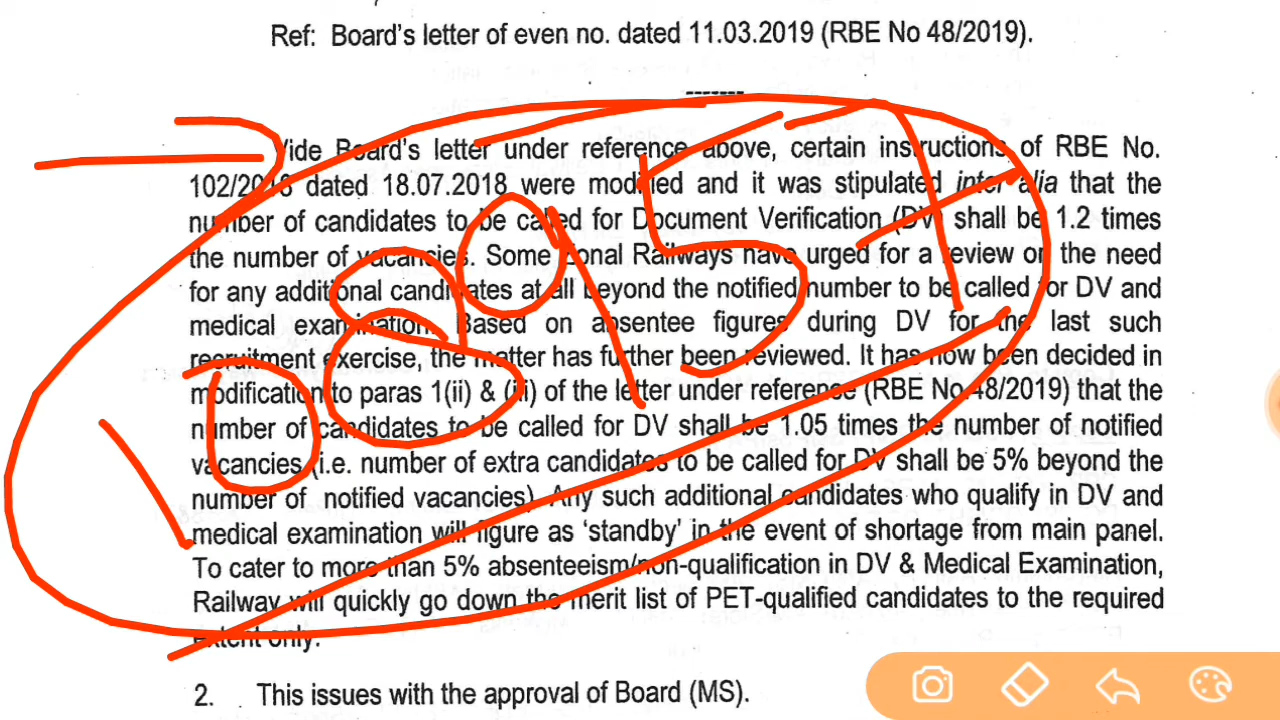 Ref: Board's letter of even no. dated 11.03.2019 (RBE No 48/2019).
-------
Vide Board's letter under reference above, certain instructions of RBE No.
102/2018 dated 18.07.2018 were modified and it was stipulated inter alia that the
number of candidates to be called for Document Verification (DV) shall be 1.2 times
the number of vacancies. Some Zonal Railways have urged for a review on the need
for any additional candidates at all beyond the notified number to be called for DV and
medical examination. Based on absentee figures during DV for the last such
recruitment exercise, the matter has further been reviewed. It has now been decided in
modification to paras 1(ii) & (iii) of the letter under reference (RBE No 48/2019) that the
number of candidates to be called for DV shall be 1.05 times the number of notified
vacancies (i.e. number of extra candidates to be called for DV shall be 5% beyond the
number of notified vacancies). Any such additional candidates who qualify in DV and
medical examination will figure as 'standby' in the event of shortage from main panel.
To cater to more than 5% absenteeism/non-qualification in DV & Medical Examination,
Railway will quickly go down the merit list of PET-qualified candidates to the required
extent only.
2. This issues with the approval of Board (MS).
108957